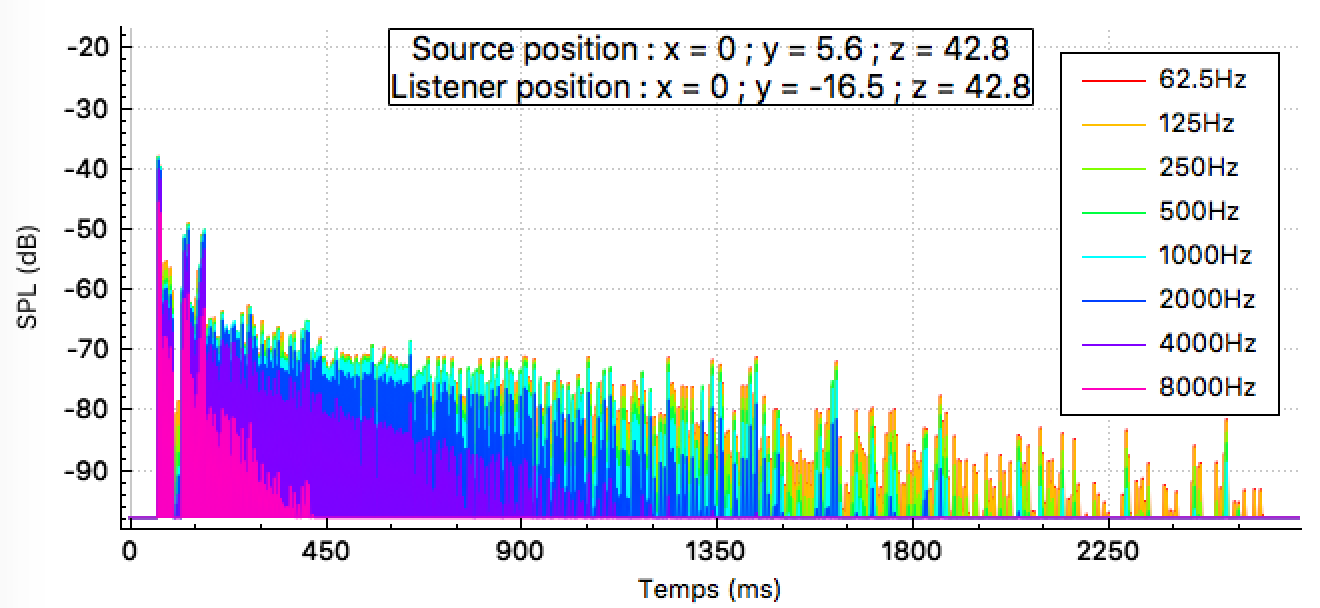 Source position : x = 0 ; y = 5.6 ; z = 42.8
Listener position : x = 0 ; y = -16.5 ; z = 42.8
62.5Hz
125Hz
250Hz
500Hz
1000Hz
2000Hz
4000Hz
8000Hz
SPL (dB)
-20
-30
-40
-50
-60
-70
-80
-90
0 450 900 1350 1800 2250
Temps (ms)